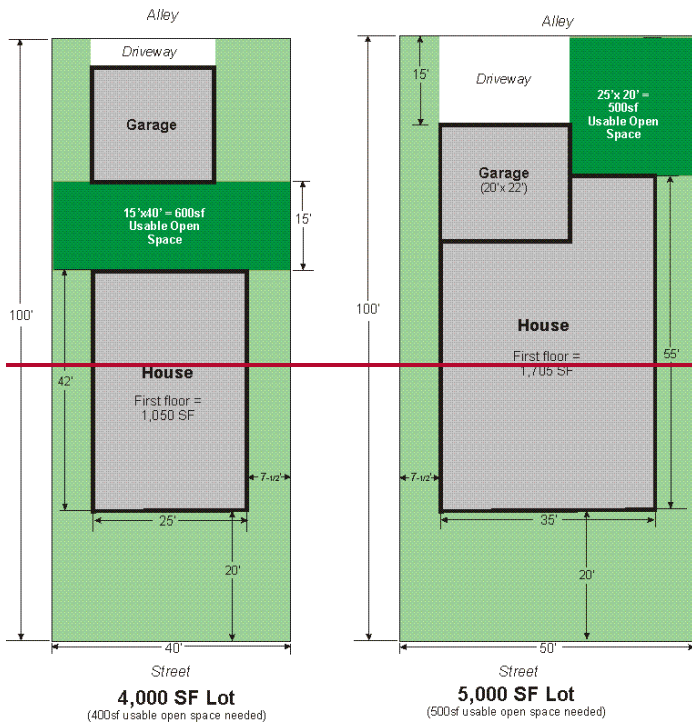 Alley
Driveway
Garage
15'x40' = 600sf
Usable Open
Space
15'
100'
42'
House
First floor =
1,050 SF
7-1/2'
25'
20'
40'
Street
4,000 SF Lot
(400sf usable open space needed)
Alley
15'
Driveway
25'x 20' =
500sf
Usable Open
Space
Garage
(20'x 22')
100'
House
First floor =
1,705 SF
55'
7-1/2'
35'
20'
50'
Street
5,000 SF Lot
(500sf usable open space needed)